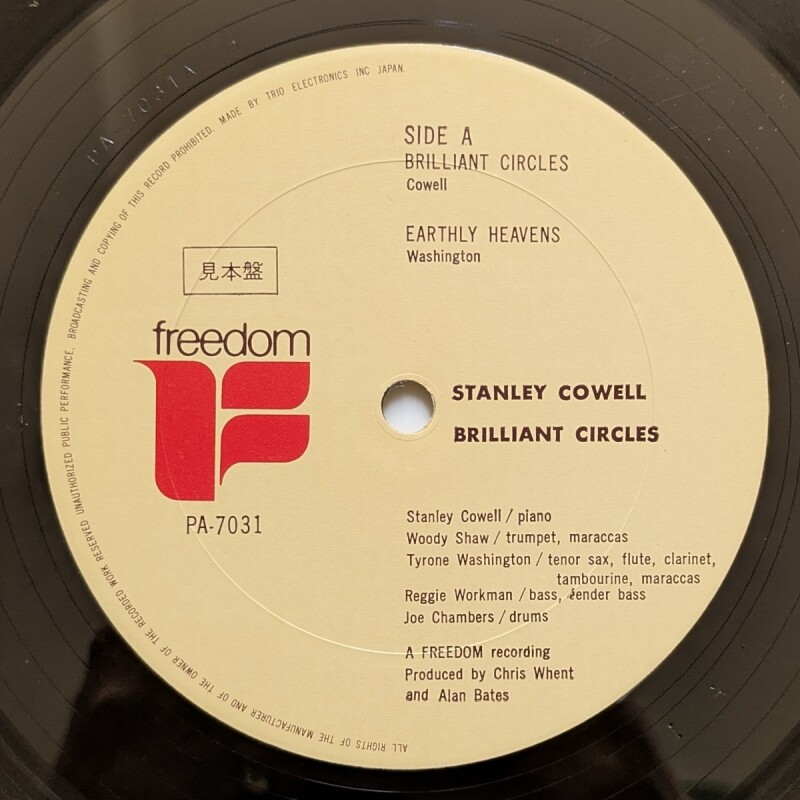 ALL RIGHTS OF THE MANUFACTURER AND OF THE OWNER OF THE RECORDED WORK RESERVED UNAUTHORIZED PUBLIC PERFORMANCE, BROADCASTING AND COPYING OF THIS RECORD PROHIBITED. MADE BY TRIO ELECTRONICS INC JAPAN.
PA-7031A
SIDE A
BRILLIANT CIRCLES
Cowell
EARTHLY HEAVENS
Washington
見本盤
freedom
PA-7031
STANLEY COWELL
BRILLIANT CIRCLES
Stanley Cowell / piano
Woody Shaw / trumpet, maraccas
Tyrone Washington / tenor sax, flute, clarinet,
tambourine, maraccas
Reggie Workman / bass, fender bass
Joe Chambers / drums
A FREEDOM recording
Produced by Chris Whent
and Alan Bates